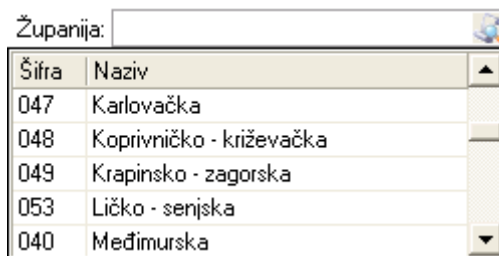 Županija:
Šifra Naziv
047 Karlovačka
048 Koprivničko - križevačka
049 Krapinsko - zagorska
053 Ličko - senjska
040 Međimurska